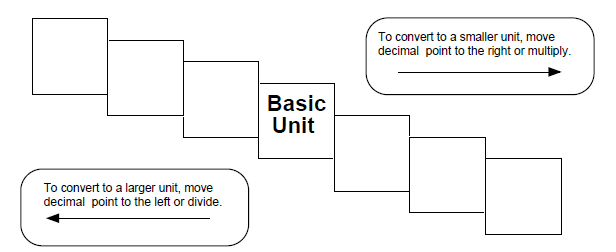 To convert to a smaller unit, move
decimal point to the right or multiply.
Basic
Unit
To convert to a larger unit, move
decimal point to the left or divide.